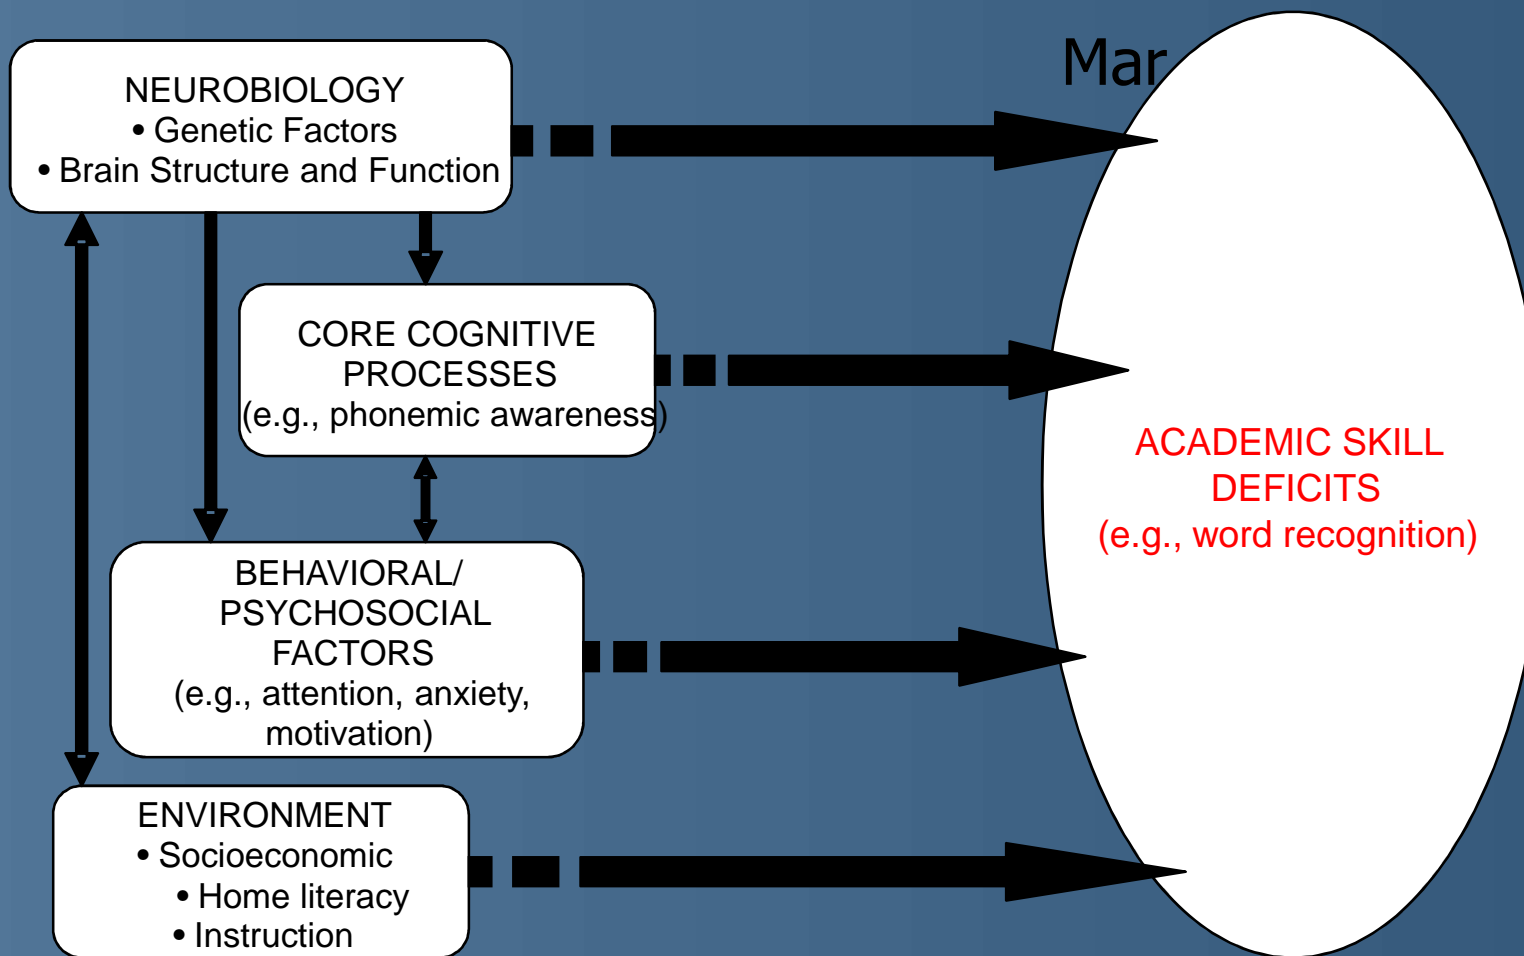 Mar
NEUROBIOLOGY
• Genetic Factors
• Brain Structure and Function
CORE COGNITIVE
PROCESSES
(e.g., phonemic awareness)
BEHAVIORAL/
PSYCHOSOCIAL
FACTORS
(e.g., attention, anxiety,
motivation)
ENVIRONMENT
• Socioeconomic
• Home literacy
• Instruction
ACADEMIC SKILL
DEFICITS
(e.g., word recognition)